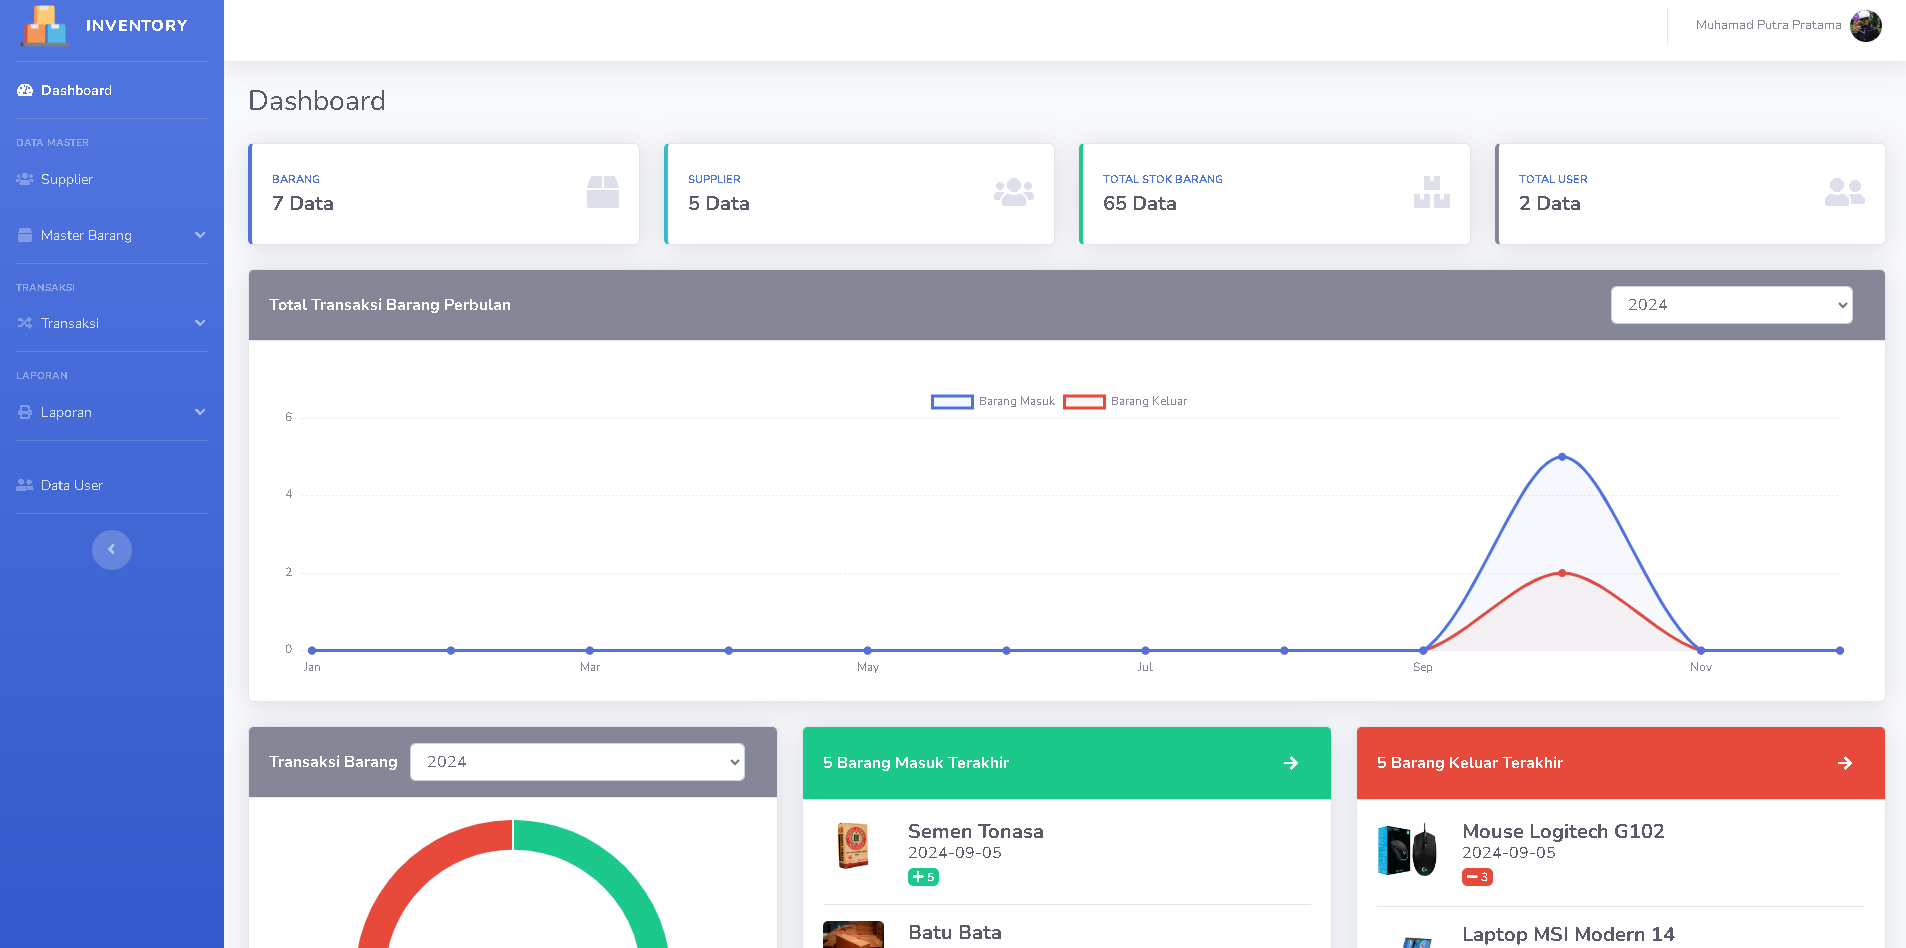 INVENTORY
Muhamad Putra Pratama
Dashboard
DATA MASTER
Supplier
Master Barang
TRANSAKSI
Transaksi
LAPORAN
Laporan
Data User
Dashboard
BARANG
7 Data
SUPPLIER
5 Data
TOTAL STOK BARANG
65 Data
TOTAL USER
2 Data
Total Transaksi Barang Perbulan
2024
Barang Masuk
Barang Keluar
6
4
2
0
Jan
Mar
May
Jul
Sep
Nov
Transaksi Barang
2024
5 Barang Masuk Terakhir
Semen Tonasa
2024-09-05
+ 5
Batu Bata
5 Barang Keluar Terakhir
Mouse Logitech G102
2024-09-05
− 3
Laptop MSI Modern 14